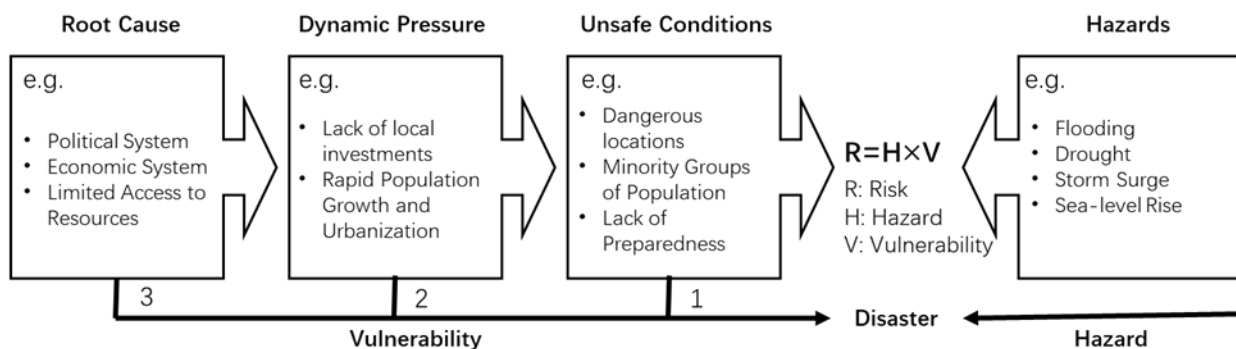 Root Cause
Dynamic Pressure
Unsafe Conditions
Hazards
e.g.
• Political System
• Economic System
• Limited Access to
Resources
e.g.
• Lack of local
investments
• Rapid Population
Growth and
Urbanization
e.g.
• Dangerous
locations
• Minority Groups
of Population
• Lack of
Preparedness
R=H×V
R: Risk
H: Hazard
V: Vulnerability
e.g.
• Flooding
• Drought
• Storm Surge
• Sea-level Rise
3
2
1
Vulnerability
Disaster
Hazard